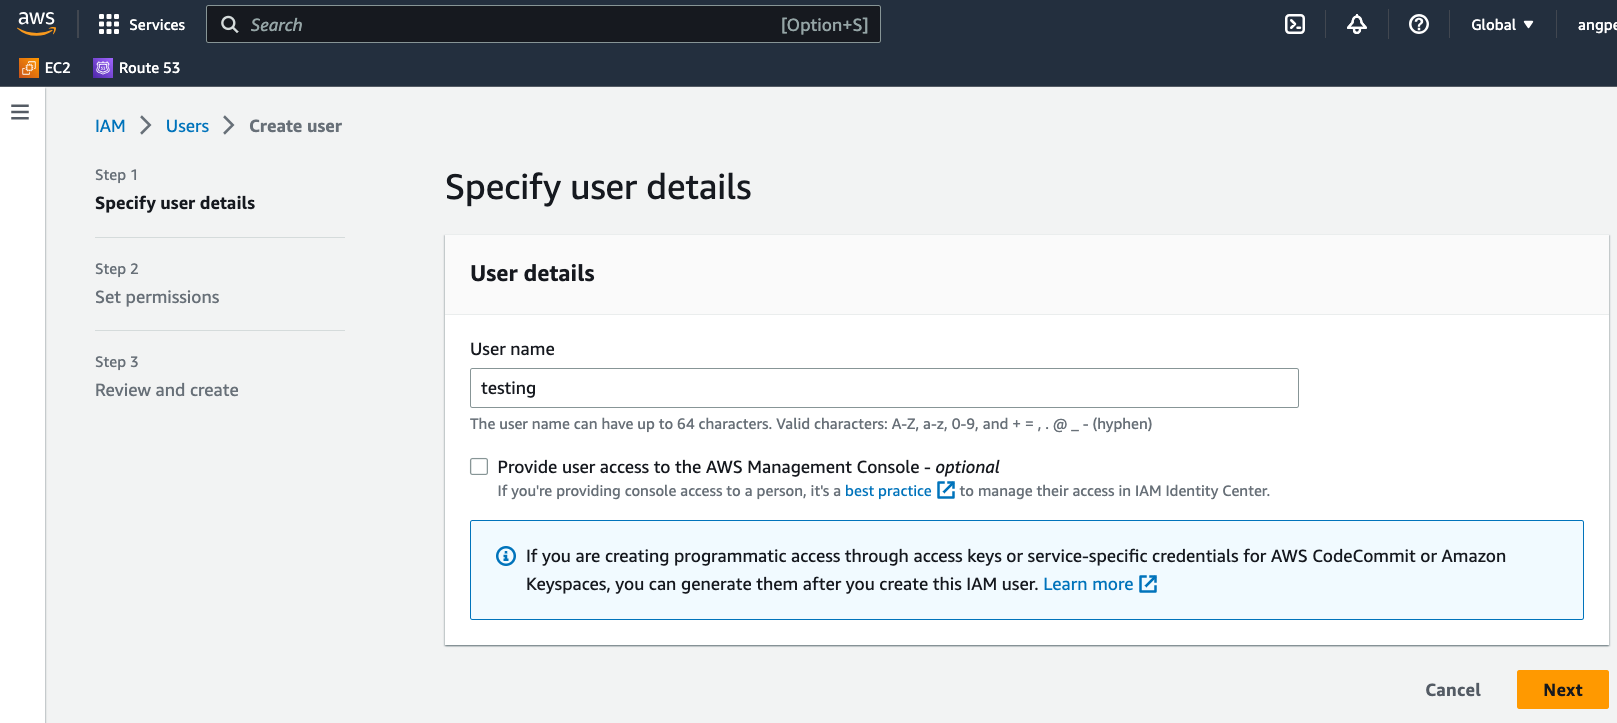 aws
Services
Search
[Option+S]
Global
angpe
EC2
Route 53
IAM > Users > Create user
Step 1
Specify user details
Step 2
Set permissions
Step 3
Review and create
Specify user details
User details
User name
testing
The user name can have up to 64 characters. Valid characters: A-Z, a-z, 0-9, and + = , . @ _ - (hyphen)
Provide user access to the AWS Management Console - optional
If you're providing console access to a person, it's a best practice to manage their access in IAM Identity Center.
If you are creating programmatic access through access keys or service-specific credentials for AWS CodeCommit or Amazon
Keyspaces, you can generate them after you create this IAM user. Learn more
Cancel
Next